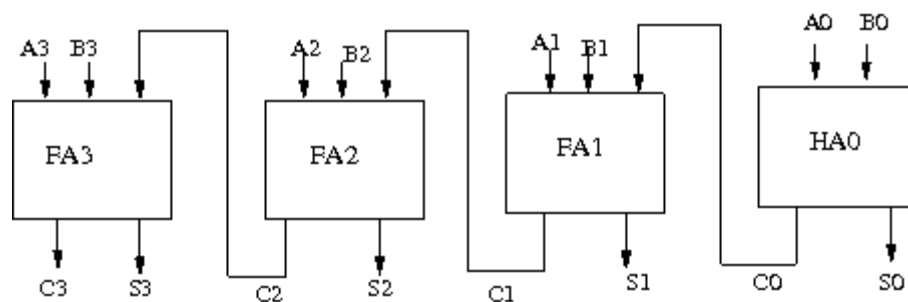 A3 B3 A2 B2 A1 B1 A0 B0
FA3 FA2 FA1 HA0
C3 S3 C2 S2 C1 S1 C0 S0